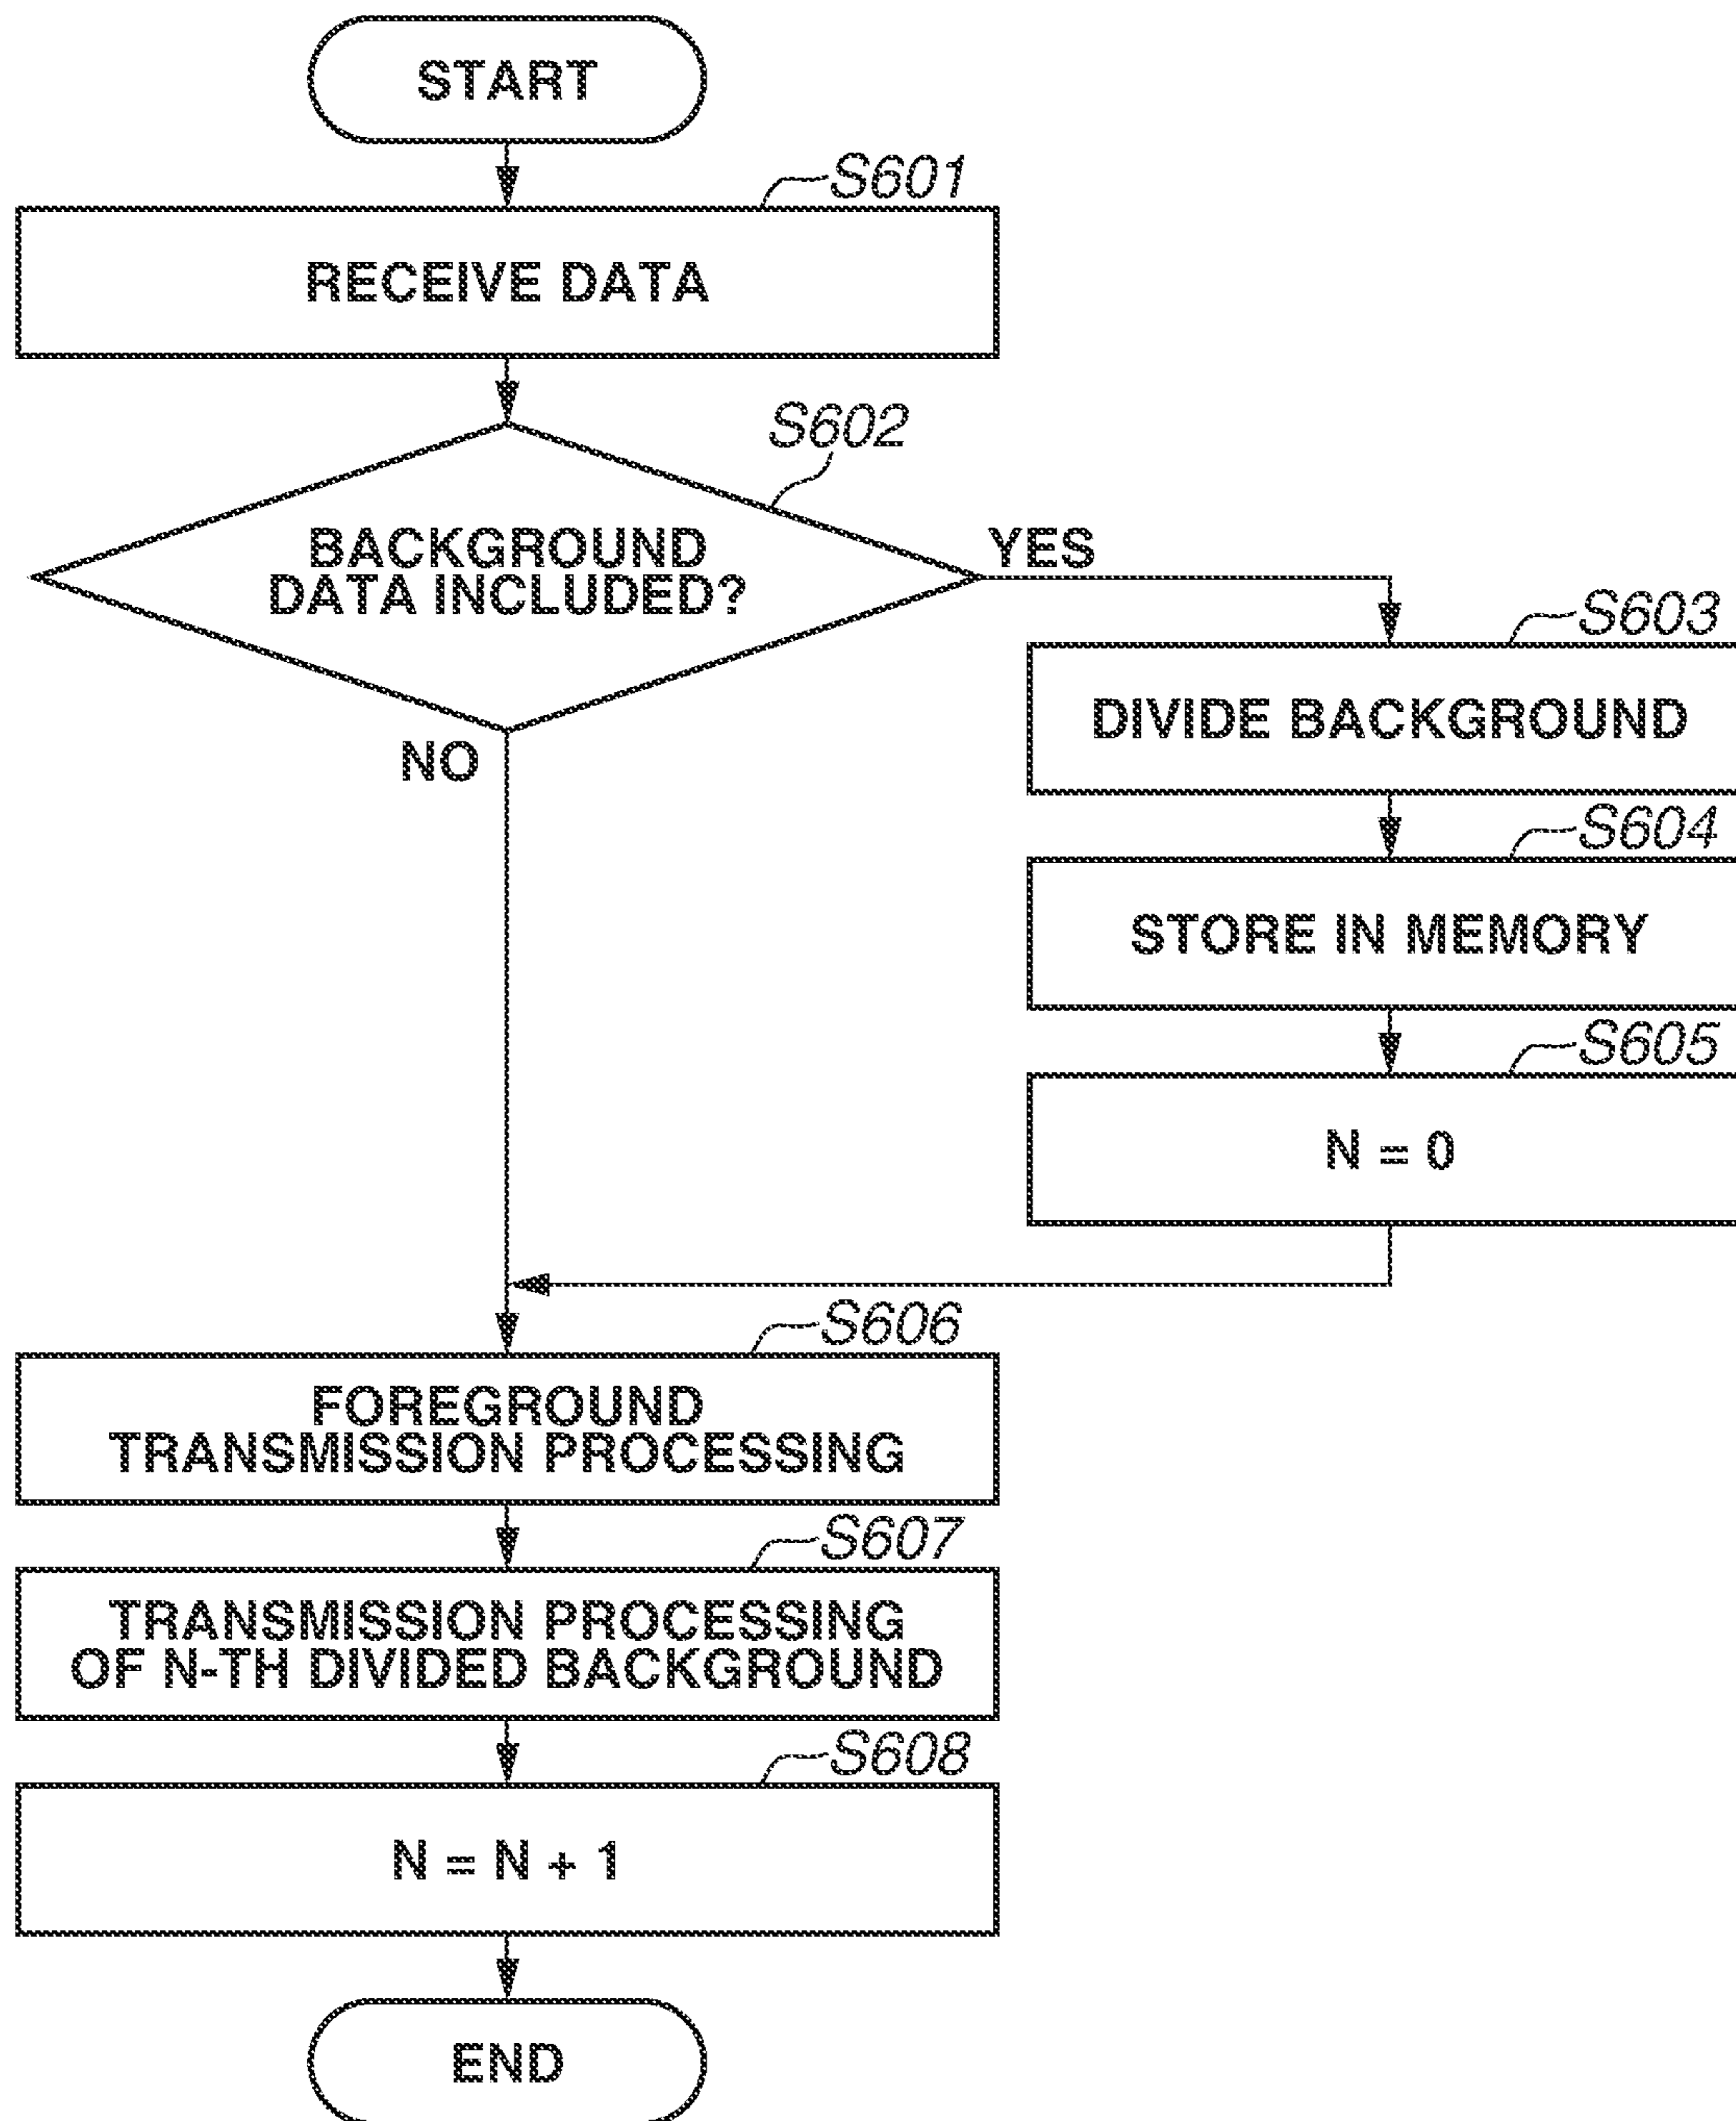 START
S601
RECEIVE DATA
S602
BACKGROUND
DATA INCLUDED?
YES
NO
S603
DIVIDE BACKGROUND
S604
STORE IN MEMORY
S605
N = 0
S606
FOREGROUND
TRANSMISSION PROCESSING
S607
TRANSMISSION PROCESSING
OF N-TH DIVIDED BACKGROUND
S608
N = N + 1
END